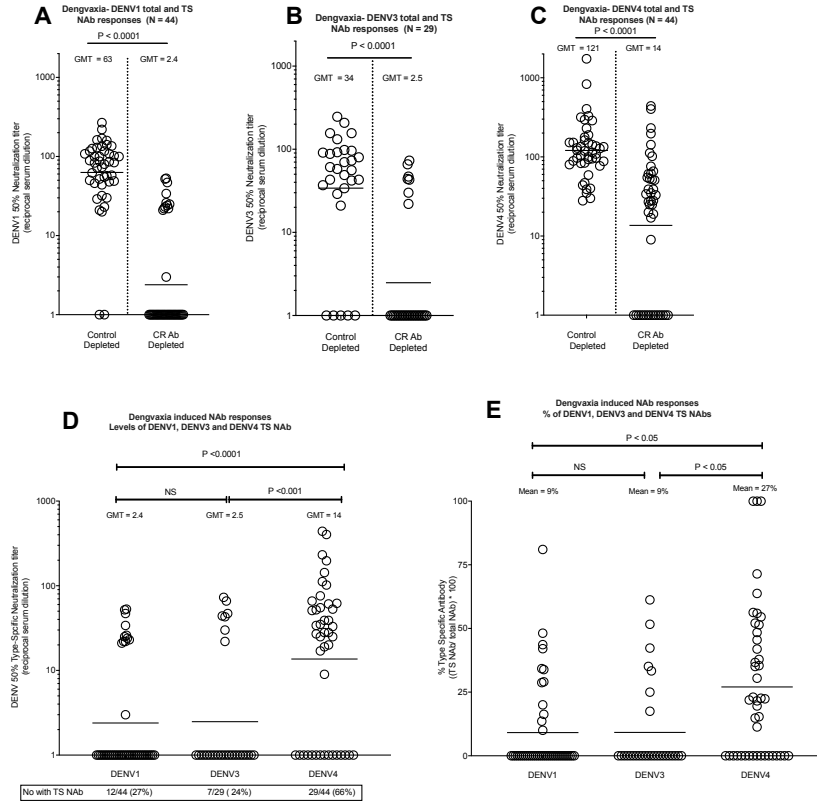 A
Dengvaxia- DENV1 total and TS
NAb responses (N = 44)
P < 0.0001
GMT = 63
GMT = 2.4
1000
100
10
1
DENV1 50% Neutralization titer
(reciprocal serum dilution)
Control
Depleted
CR Ab
Depleted
B
Dengvaxia- DENV3 total and TS
NAb responses (N = 29)
P < 0.0001
GMT = 34
GMT = 2.5
1000
100
10
1
DENV3 50% Neutralization titer
(reciprocal serum dilution)
Control
Depleted
CR Ab
Depleted
C
Dengvaxia- DENV4 total and TS
NAb responses (N = 44)
P < 0.0001
GMT = 121
GMT = 14
1000
100
10
1
DENV4 50% Neutralization titer
(reciprocal serum dilution)
Control
Depleted
CR Ab
Depleted
D
Dengvaxia induced NAb responses
Levels of DENV1, DENV3 and DENV4 TS NAb
P <0.0001
NS
P <0.001
GMT = 2.4
GMT = 2.5
GMT = 14
1000
100
10
1
DENV 50% Type-Spcific Neutralization titer
(reciprocal serum dilution)
DENV1
DENV3
DENV4
No with TS NAb
12/44 (27%)
7/29 ( 24%)
29/44 (66%)
E
Dengvaxia induced NAb responses
% of DENV1, DENV3 and DENV4 TS NAbs
P < 0.05
NS
P < 0.05
Mean = 9%
Mean = 9%
Mean = 27%
100
75
50
25
0
% Type Specific Antibody
((TS NAb/ total NAb) * 100)
DENV1
DENV3
DENV4